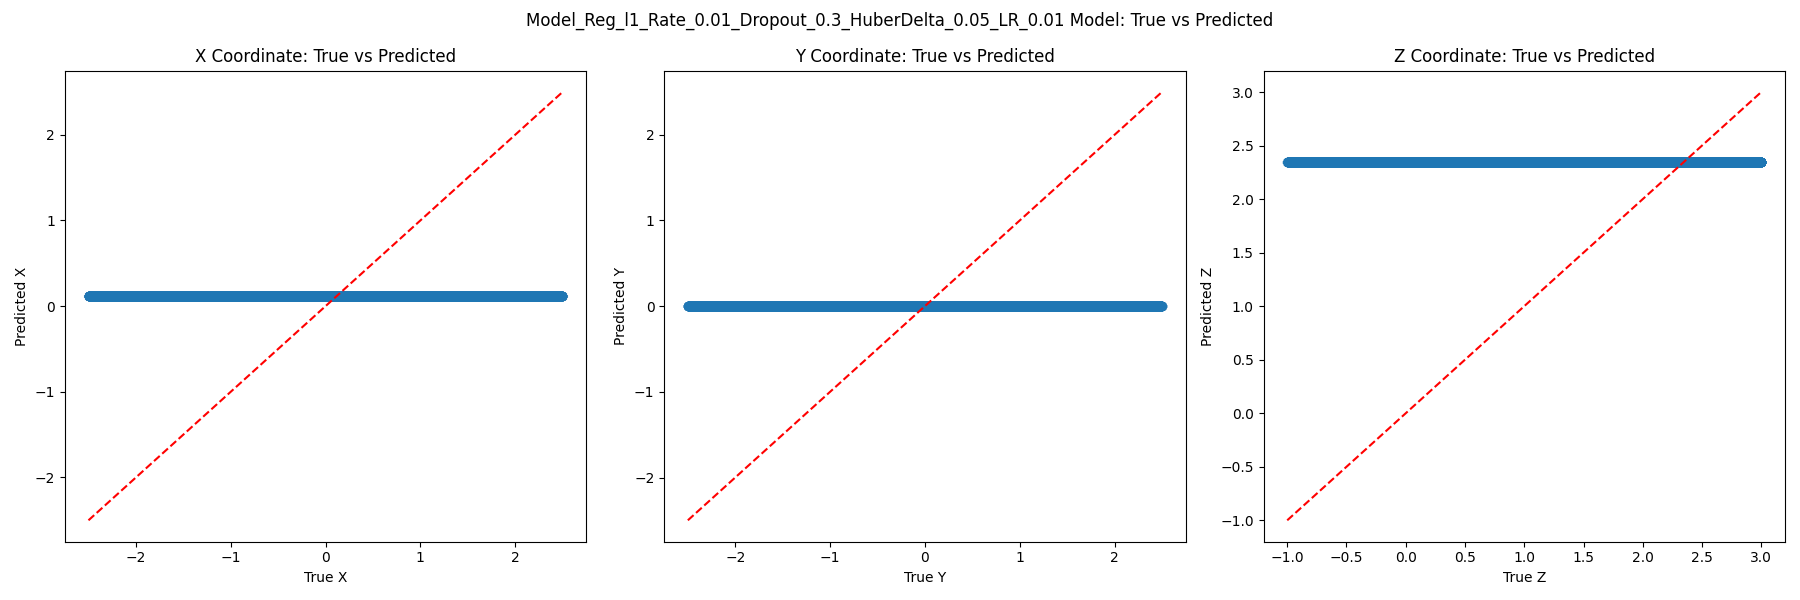 Model_Reg_l1_Rate_0.01_Dropout_0.3_HuberDelta_0.05_LR_0.01 Model: True vs Predicted
X Coordinate: True vs Predicted
Predicted X
2
1
0
−1
−2
−2 −1 0 1 2
True X
Y Coordinate: True vs Predicted
Predicted Y
2
1
0
−1
−2
−2 −1 0 1 2
True Y
Z Coordinate: True vs Predicted
Predicted Z
3.0
2.5
2.0
1.5
1.0
0.5
0.0
−0.5
−1.0
−1.0 −0.5 0.0 0.5 1.0 1.5 2.0 2.5 3.0
True Z